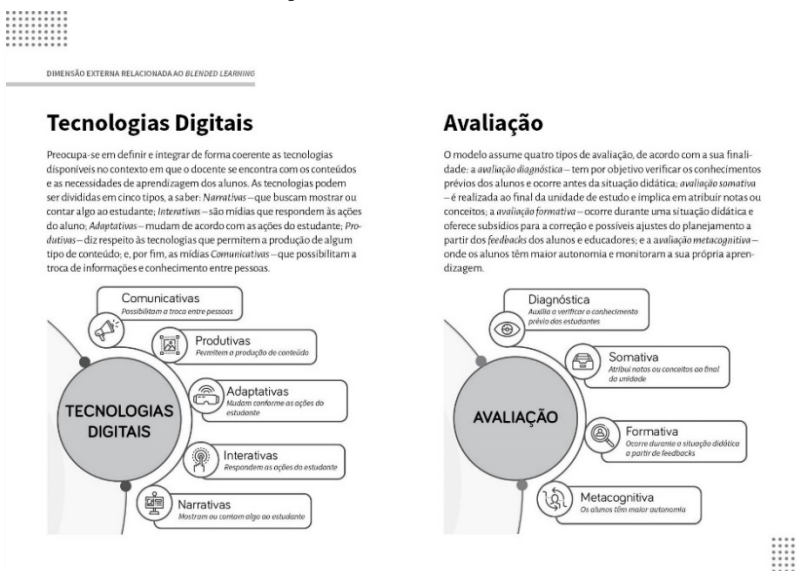 DIMENSÃO EXTERNA RELACIONADA AO BLENDED LEARNING
Tecnologias Digitais
Preocupa-se em definir e integrar de forma coerente as tecnologias
disponíveis no contexto em que o docente se encontra com os conteúdos
e as necessidades de aprendizagem dos alunos. As tecnologias podem
ser divididas em cinco tipos, a saber: Narrativas – que buscam mostrar ou
contar algo ao estudante; Interativas – são mídias que respondem às ações
do aluno; Adaptativas – mudam de acordo com as ações do estudante; Pro-
dutivas – diz respeito às tecnologias que permitem a produção de algum
tipo de conteúdo; e, por fim, as mídias Comunicativas – que possibilitam a
troca de informações e conhecimento entre pessoas.
Comunicativas
Possibilitam a troca entre pessoas
Produtivas
Permitem a produção de conteúdo
Adaptativas
Mudam conforme as ações do
estudante
TECNOLOGIAS
DIGITAIS
Interativas
Respondem as ações do estudante
Narrativas
Mostram ou contam algo ao estudante
Avaliação
O modelo assume quatro tipos de avaliação, de acordo com a sua finali-
dade: a avaliação diagnóstica – tem por objetivo verificar os conhecimentos
prévios dos alunos e ocorre antes da situação didática; avaliação somativa
– é realizada ao final da unidade de estudo e implica em atribuir notas ou
conceitos; a avaliação formativa – ocorre durante uma situação didática e
oferece subsídios para a correção e possíveis ajustes do planejamento a
partir dos feedbacks dos alunos e educadores; e a avaliação metacognitiva –
onde os alunos têm maior autonomia e monitoram a sua própria apren-
dizagem.
Diagnóstica
Auxilia a verificar o conhecimento
prévio dos estudantes
Somativa
Atribui notas ou conceitos ao final
da unidade
AVALIAÇÃO
Formativa
Ocorre durante a situação didática
a partir de feedbacks
Metacognitiva
Os alunos têm maior autonomia